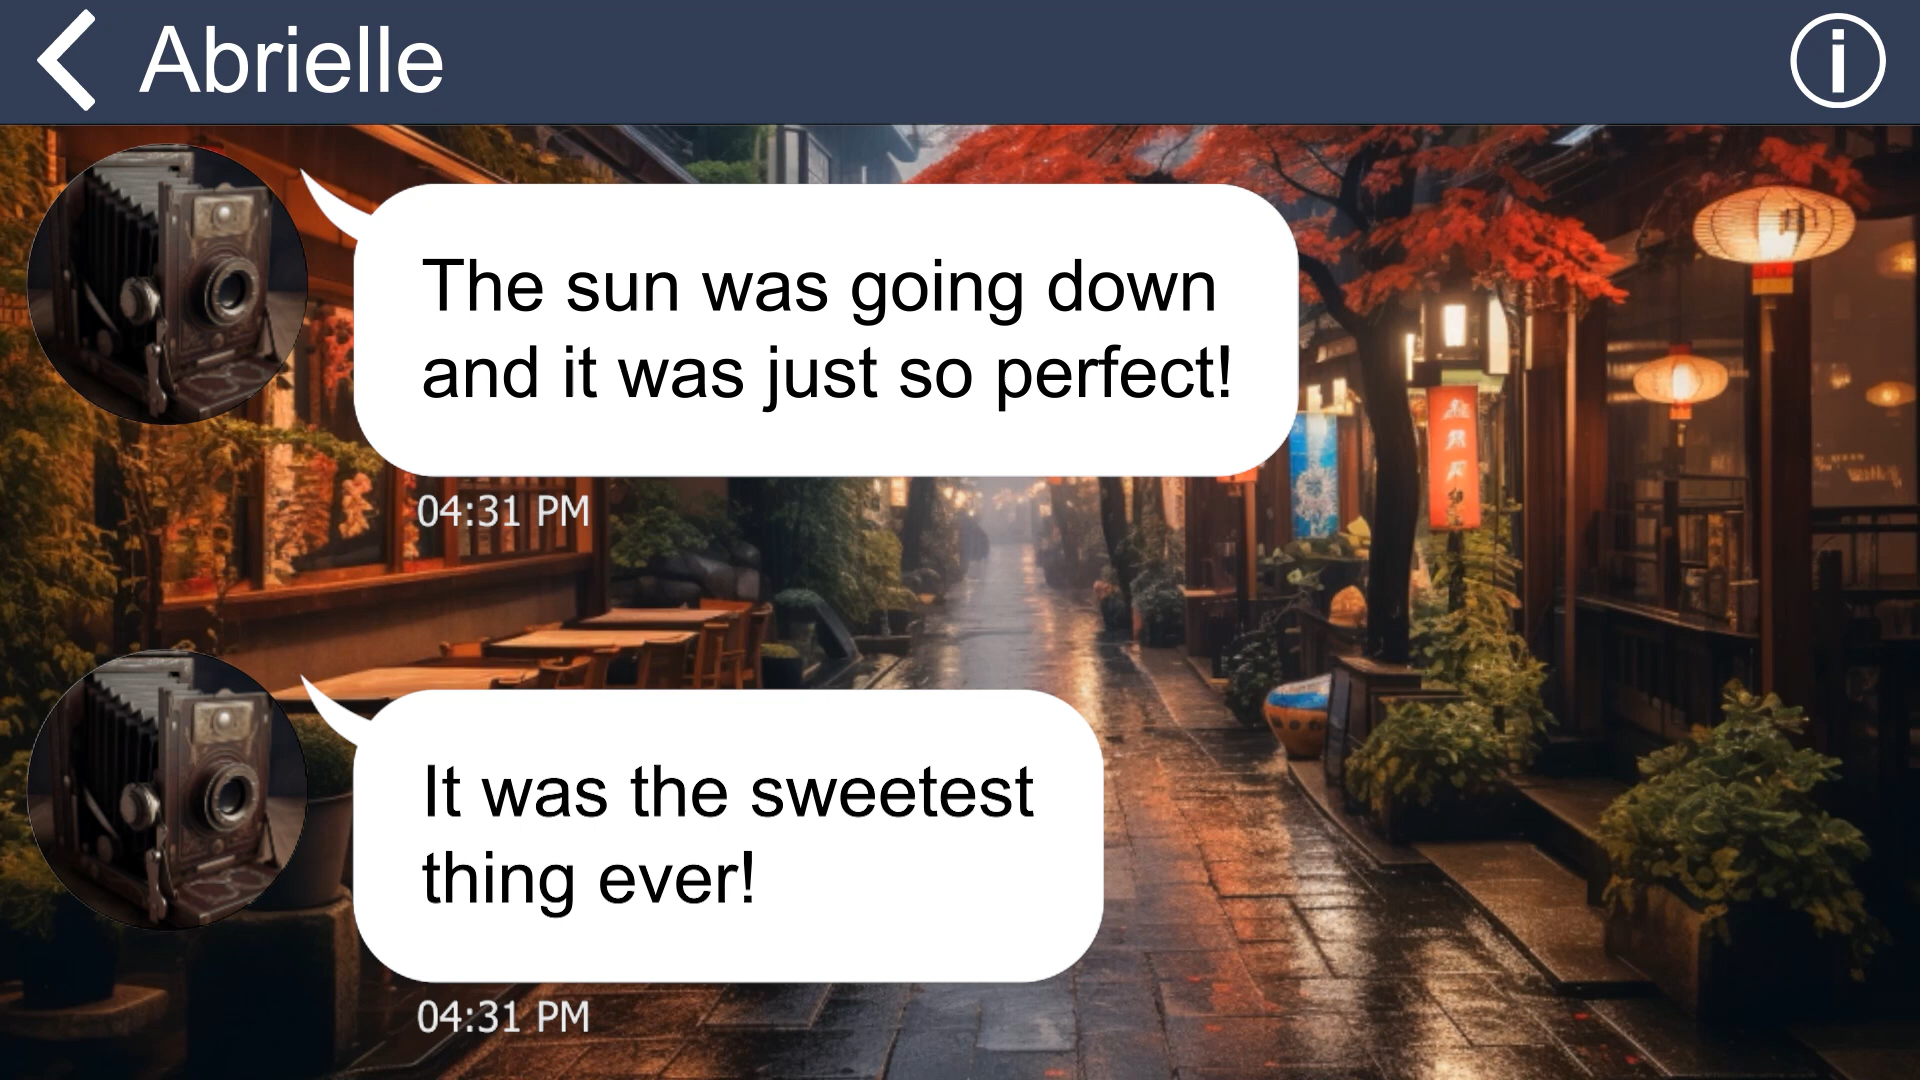 Abrielle
The sun was going down
and it was just so perfect!
04:31 PM
It was the sweetest
thing ever!
04:31 PM